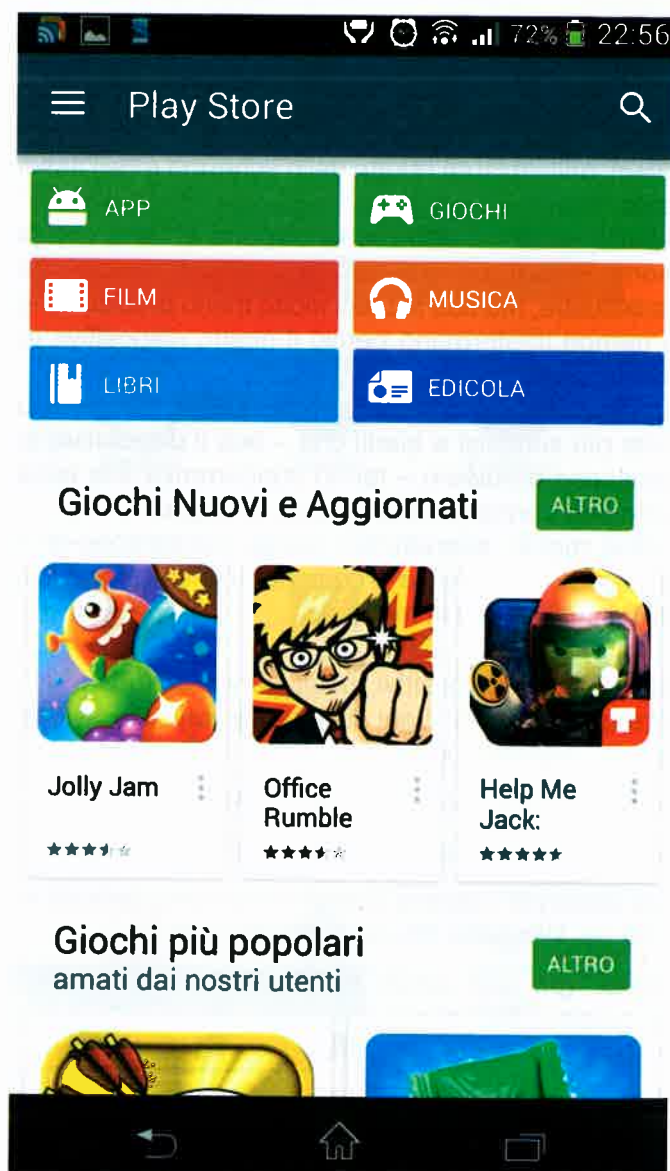 72% 22:56
Play Store
APP
GIOCHI
FILM
MUSICA
LIBRI
EDICOLA
Giochi Nuovi e Aggiornati
ALTRO
Jolly Jam
Office
Rumble
Help Me
Jack:
Giochi più popolari
amati dai nostri utenti
ALTRO